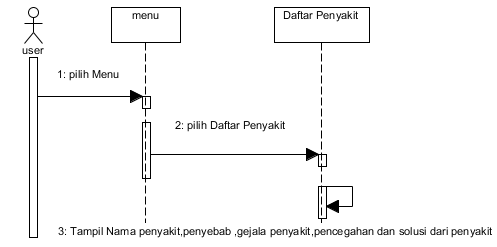 menu
Daftar Penyakit
user
1: pilih Menu
2: pilih Daftar Penyakit
3: Tampil Nama penyakit,penyebab ,gejala penyakit,pencegahan dan solusi dari penyakit